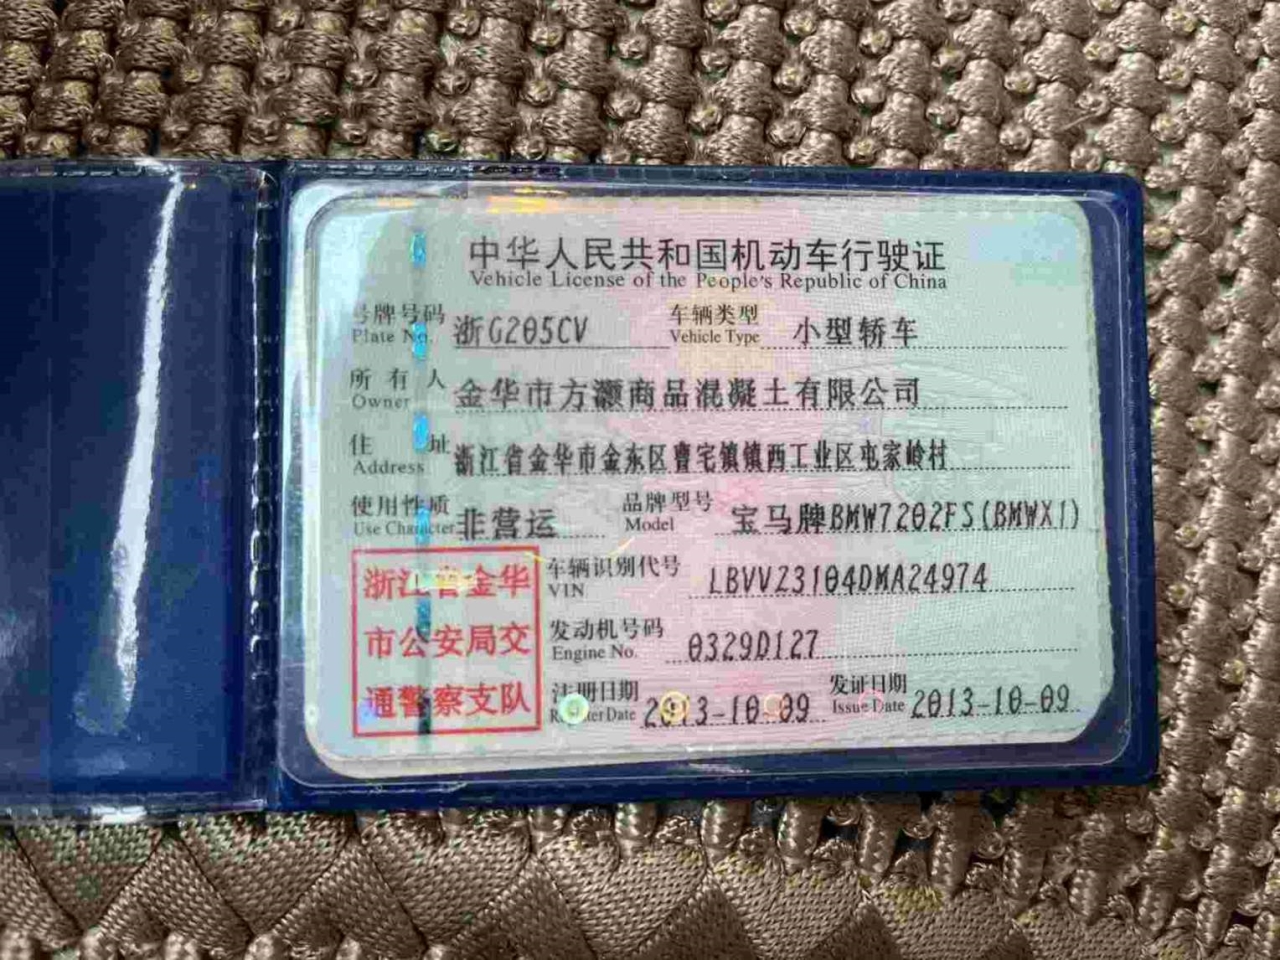 中华人民共和国机动车行驶证
Vehicle License of the People's Republic of China
号牌号码 浙G205CV 车辆类型 小型轿车
Plate No. Vehicle Type
所有人 金华市方灏商品混凝土有限公司
Owner
住址 浙江省金华市金东区曹宅镇镇西工业区屯家岭村
Address
使用性质 非营运 品牌型号 宝马牌BMW7202FS(BMWX1)
Use Character Model
浙江省金华
市公安局交
通警察支队
车辆识别代号 LBVVZ3104DMA24974
VIN
发动机号码 0329D127
Engine No.
注册日期 2013-10-09 发证日期 2013-10-09
Register Date Issue Date